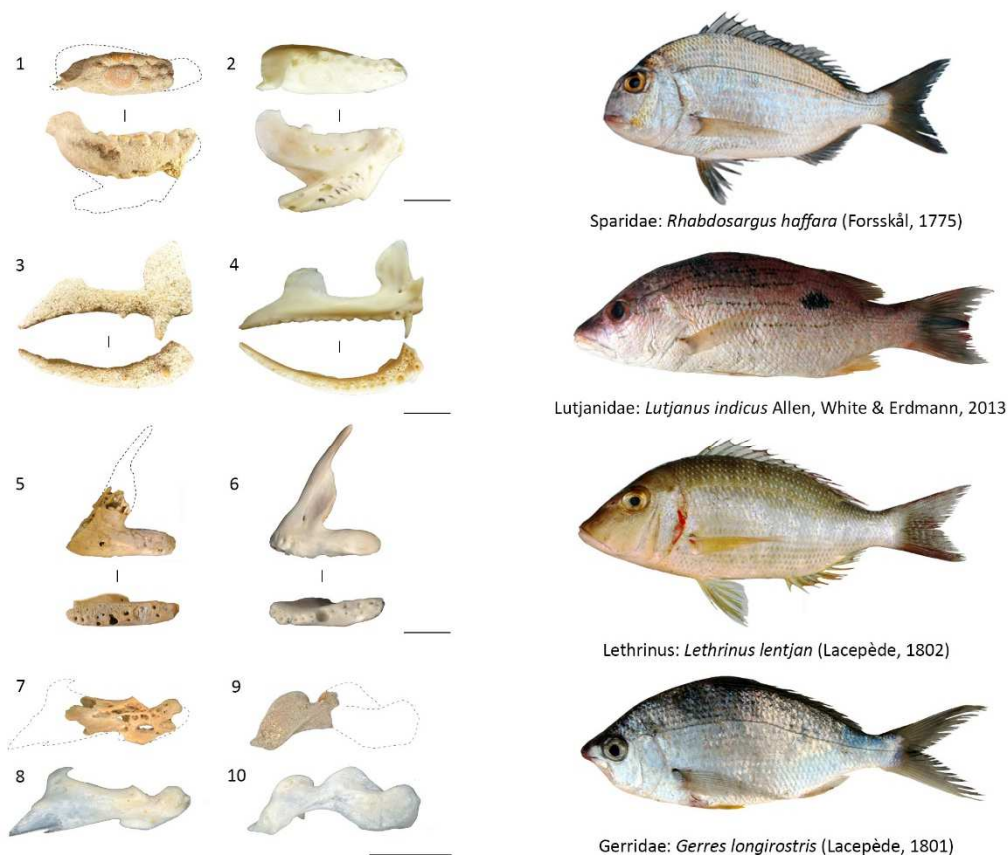 1
2
Sparidae: Rhabdosargus haffara (Forsskål, 1775)
3
4
Lutjanidae: Lutjanus indicus Allen, White & Erdmann, 2013
5
6
Lethrinus: Lethrinus lentjan (Lacepède, 1802)
7
9
8
10
Gerridae: Gerres longirostris (Lacepède, 1801)